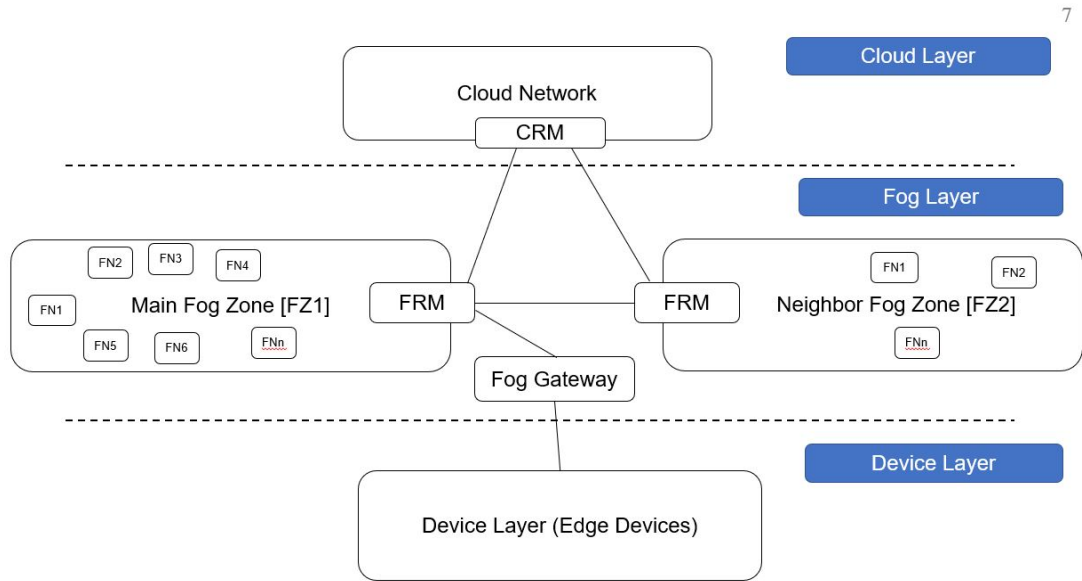 7
Cloud Layer
Cloud Network
CRM
Fog Layer
FN2
FN3
FN4
FN1
Main Fog Zone [FZ1]
FN5
FN6
FNn
FRM
FRM
FN1
FN2
Neighbor Fog Zone [FZ2]
FNn
Fog Gateway
Device Layer
Device Layer (Edge Devices)